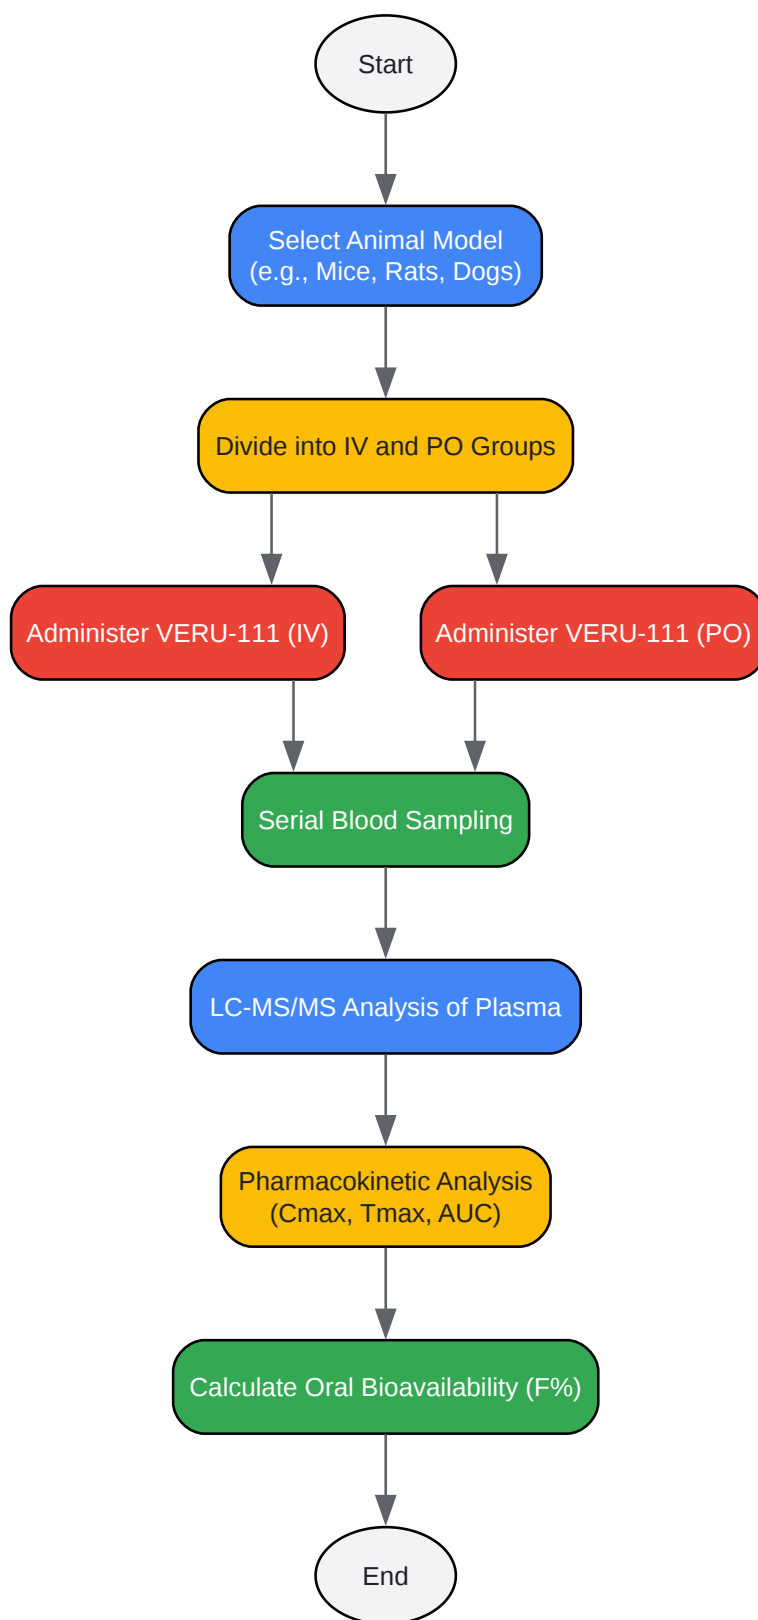 Start
Select Animal Model
(e.g., Mice, Rats, Dogs)
Divide into IV and PO Groups
Administer VERU-111 (IV)
Administer VERU-111 (PO)
Serial Blood Sampling
LC-MS/MS Analysis of Plasma
Pharmacokinetic Analysis
(Cmax, Tmax, AUC)
Calculate Oral Bioavailability (F%)
End